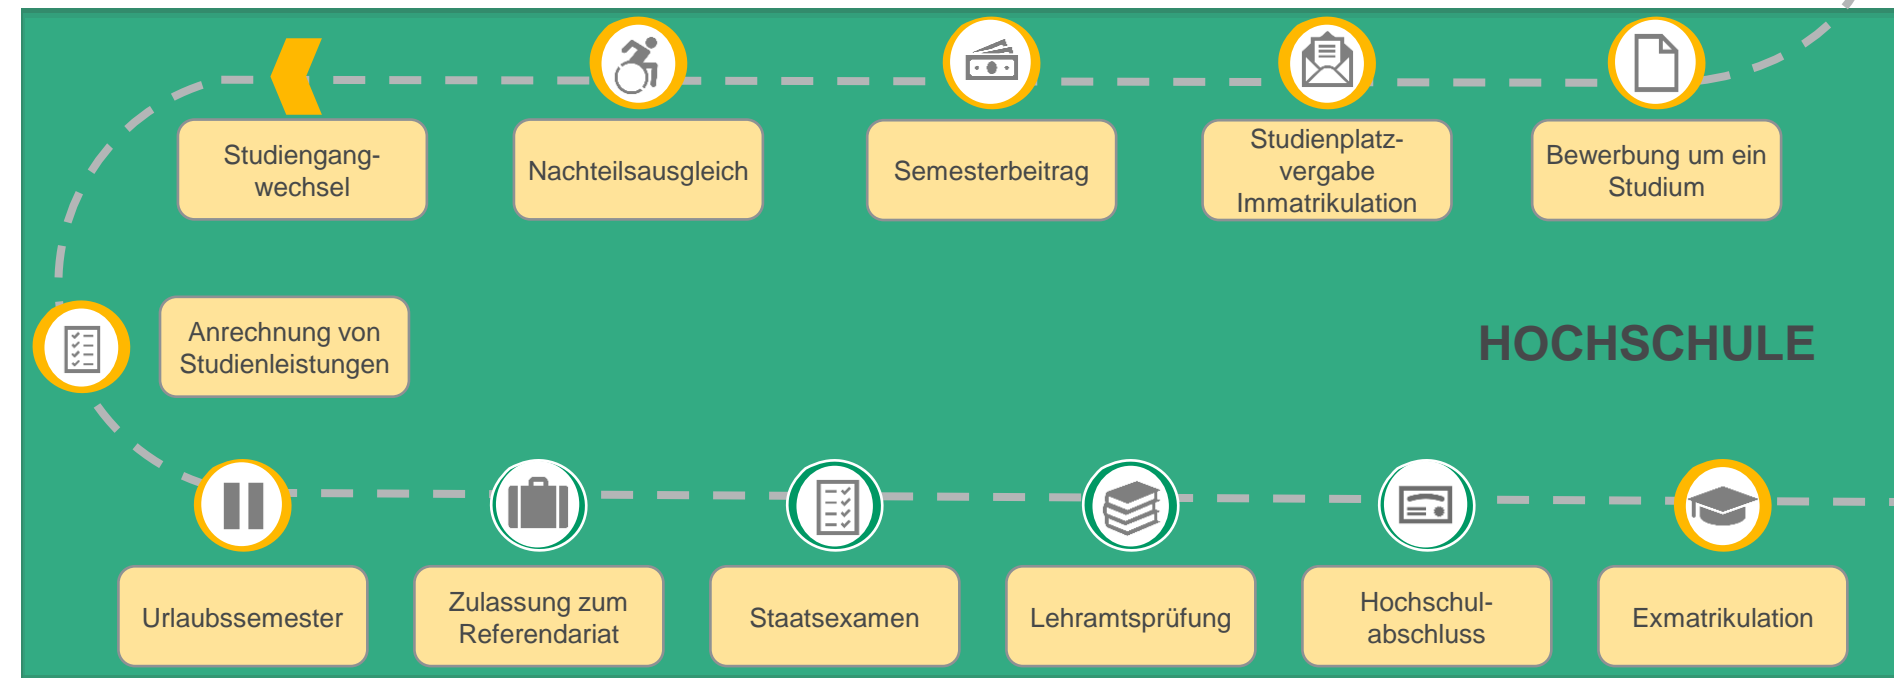 Studiengang-
wechsel
Nachteilsausgleich
Semesterbeitrag
Studienplatz-
vergabe
Immatrikulation
Bewerbung um ein
Studium
Anrechnung von
Studienleistungen
HOCHSCHULE
Urlaubssemester
Zulassung zum
Referendariat
Staatsexamen
Lehramtsprüfung
Hochschul-
abschluss
Exmatrikulation